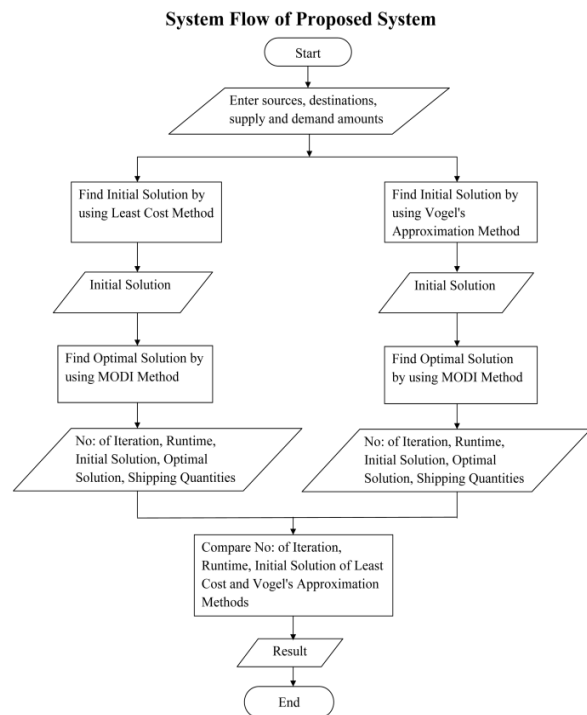 System Flow of Proposed System
Start
Enter sources, destinations,
supply and demand amounts
Find Initial Solution by
using Least Cost Method
Find Initial Solution by
using Vogel's
Approximation Method
Initial Solution
Initial Solution
Find Optimal Solution by
using MODI Method
Find Optimal Solution
by using MODI Method
No: of Iteration, Runtime,
Initial Solution, Optimal
Solution, Shipping Quantities
No: of Iteration, Runtime,
Initial Solution, Optimal
Solution, Shipping Quantities
Compare No: of Iteration,
Runtime, Initial Solution of Least
Cost and Vogel's Approximation
Methods
Result
End